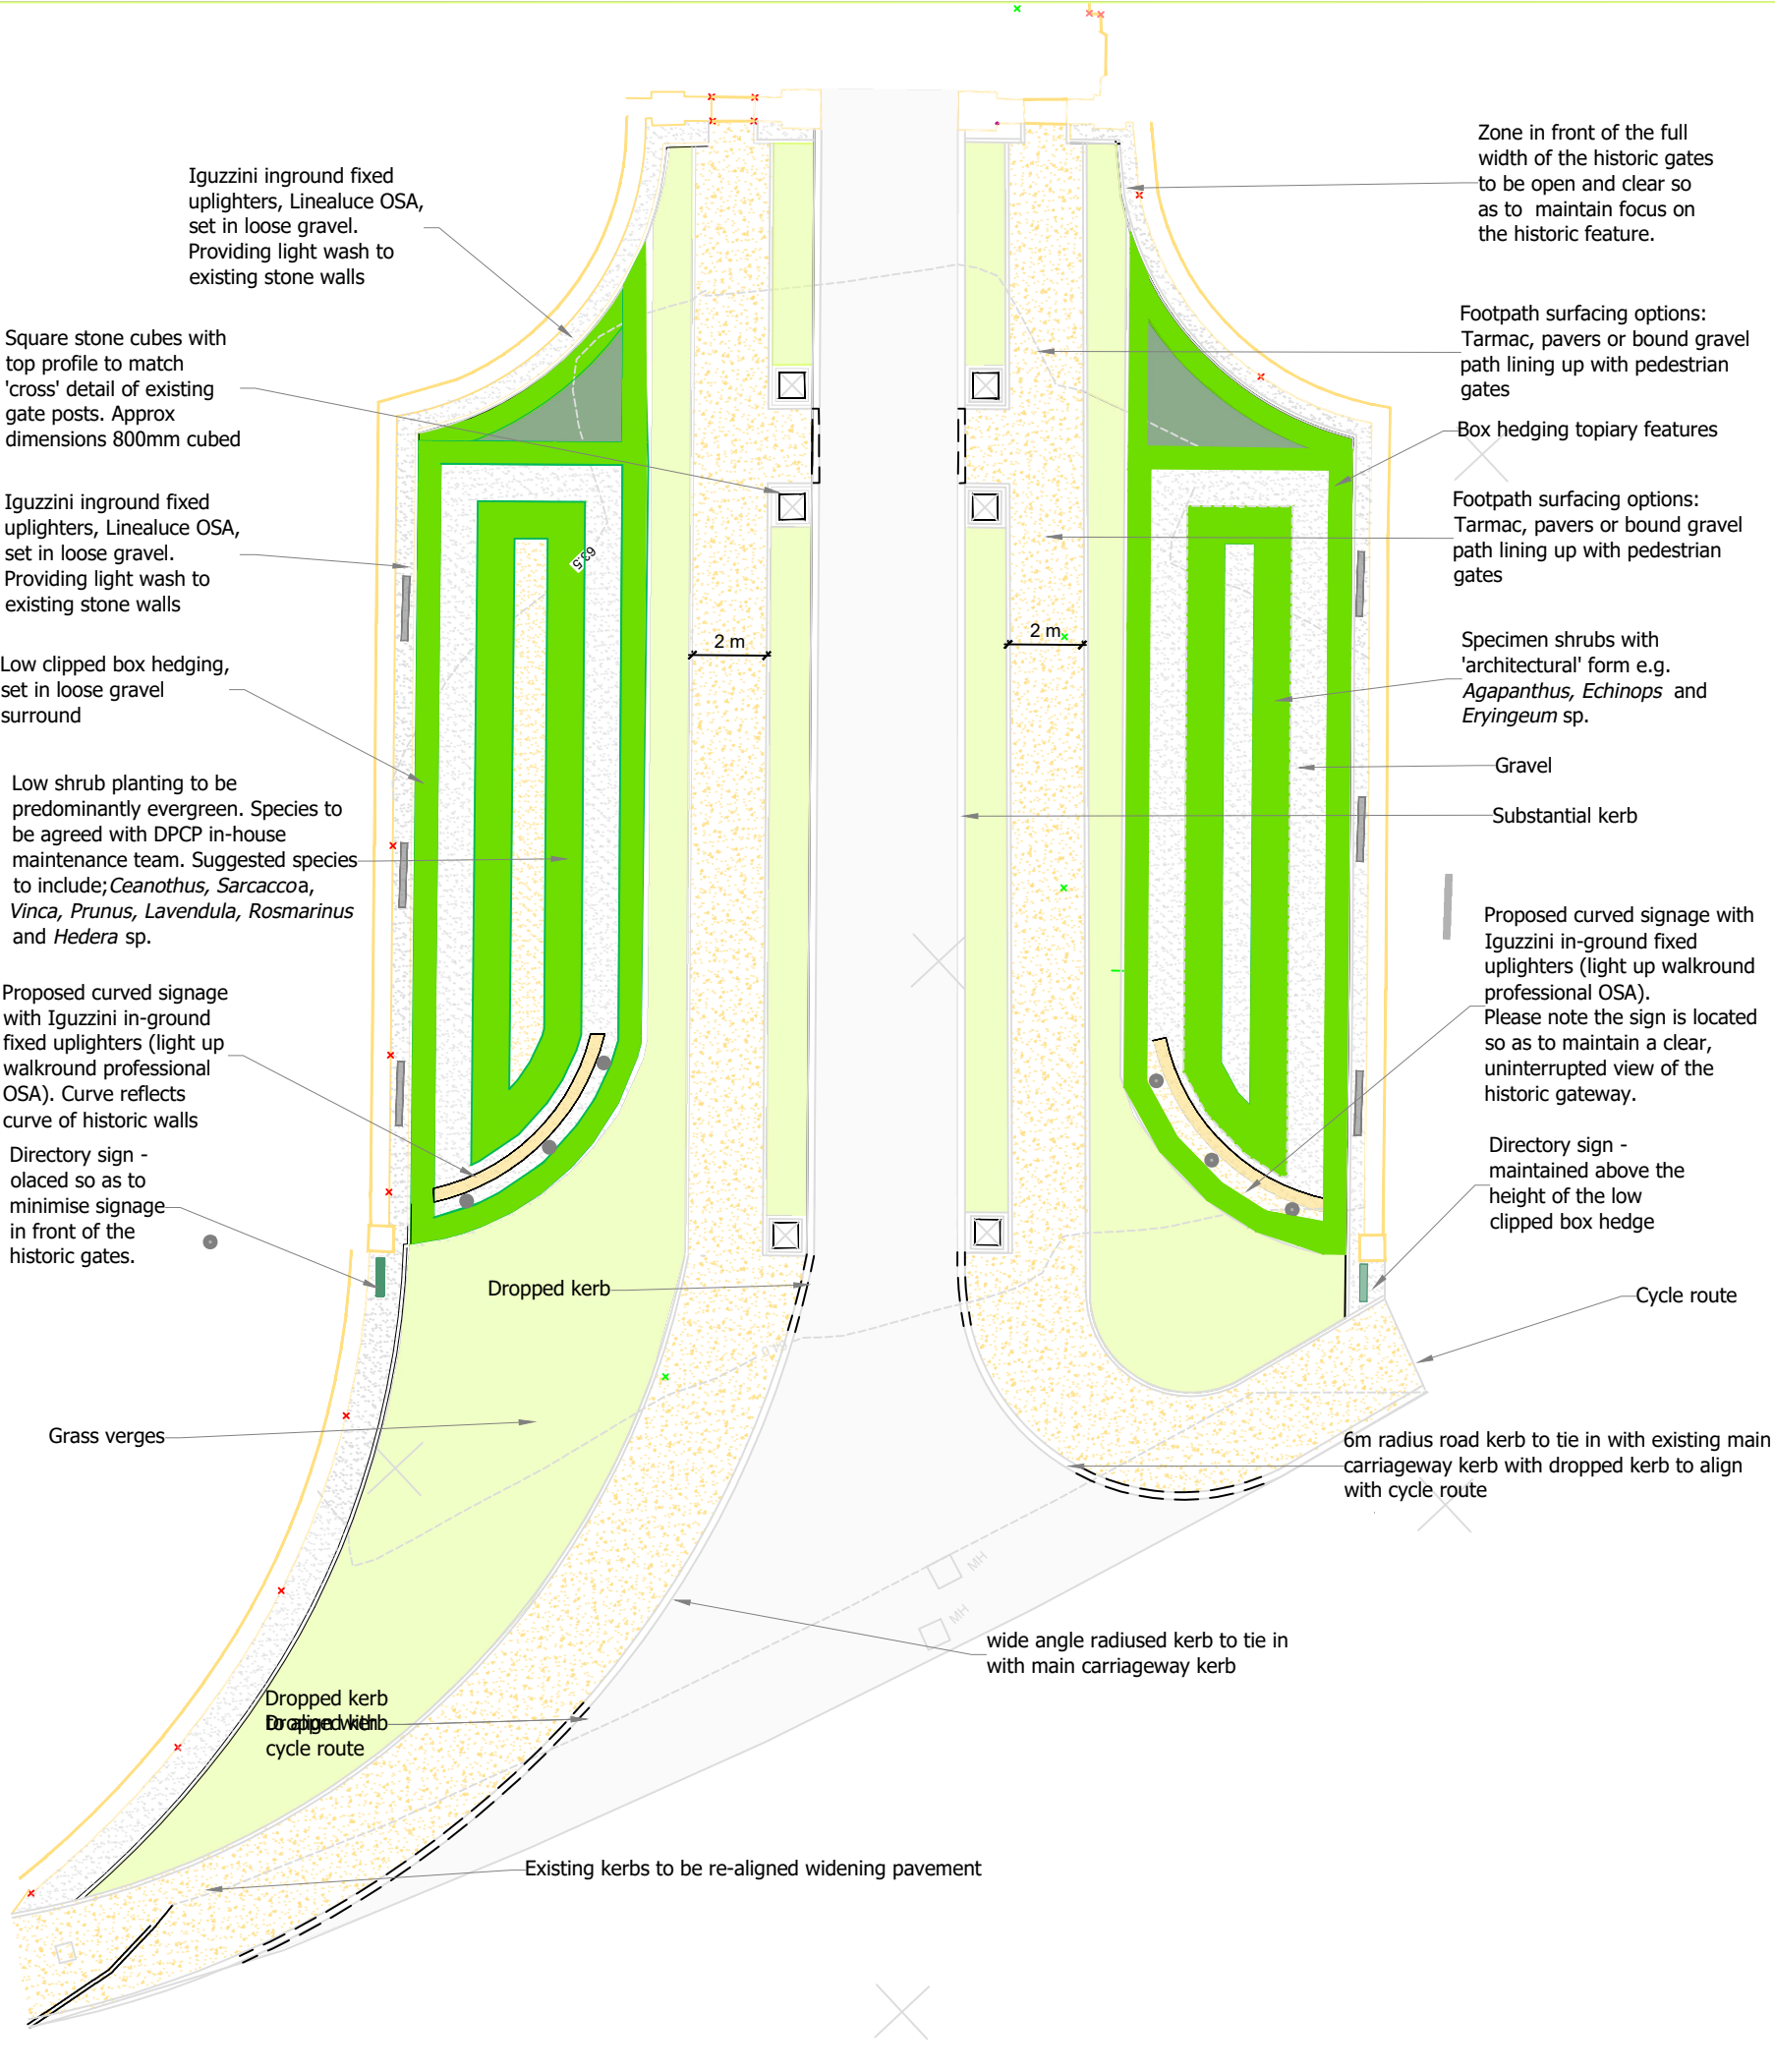 Iguzzini inground fixed
uplighters, Linealuce OSA,
set in loose gravel.
Providing light wash to
existing stone walls
Square stone cubes with
top profile to match
'cross' detail of existing
gate posts. Approx
dimensions 800mm cubed
Iguzzini inground fixed
uplighters, Linealuce OSA,
set in loose gravel.
Providing light wash to
existing stone walls
Low clipped box hedging,
set in loose gravel
surround
Low shrub planting to be
predominantly evergreen. Species to
be agreed with DPCP in-house
maintenance team. Suggested species
to include;Ceanothus, Sarcaccoa,
Vinca, Prunus, Lavendula, Rosmarinus
and Hedera sp.
Proposed curved signage
with Iguzzini in-ground
fixed uplighters (light up
walkround professional
OSA). Curve reflects
curve of historic walls
Directory sign -
olaced so as to
minimise signage
in front of the
historic gates.
Grass verges
63.5
2 m
2 m
Dropped kerb
Dropped kerb
to align with
Dropped kerb
cycle route
Existing kerbs to be re-aligned widening pavement
wide angle radiused kerb to tie in
with main carriageway kerb
MH
MH
Zone in front of the full
width of the historic gates
to be open and clear so
as to  maintain focus on
the historic feature.
Footpath surfacing options:
Tarmac, pavers or bound gravel
path lining up with pedestrian
gates
Box hedging topiary features
Footpath surfacing options:
Tarmac, pavers or bound gravel
path lining up with pedestrian
gates
Specimen shrubs with
'architectural' form e.g.
Agapanthus, Echinops  and
Eryingeum sp.
Gravel
Substantial kerb
Proposed curved signage with
Iguzzini in-ground fixed
uplighters (light up walkround
professional OSA).
Please note the sign is located
so as to maintain a clear,
uninterrupted view of the
historic gateway.
Directory sign -
maintained above the
height of the low
clipped box hedge
Cycle route
6m radius road kerb to tie in with existing main
carriageway kerb with dropped kerb to align
with cycle route